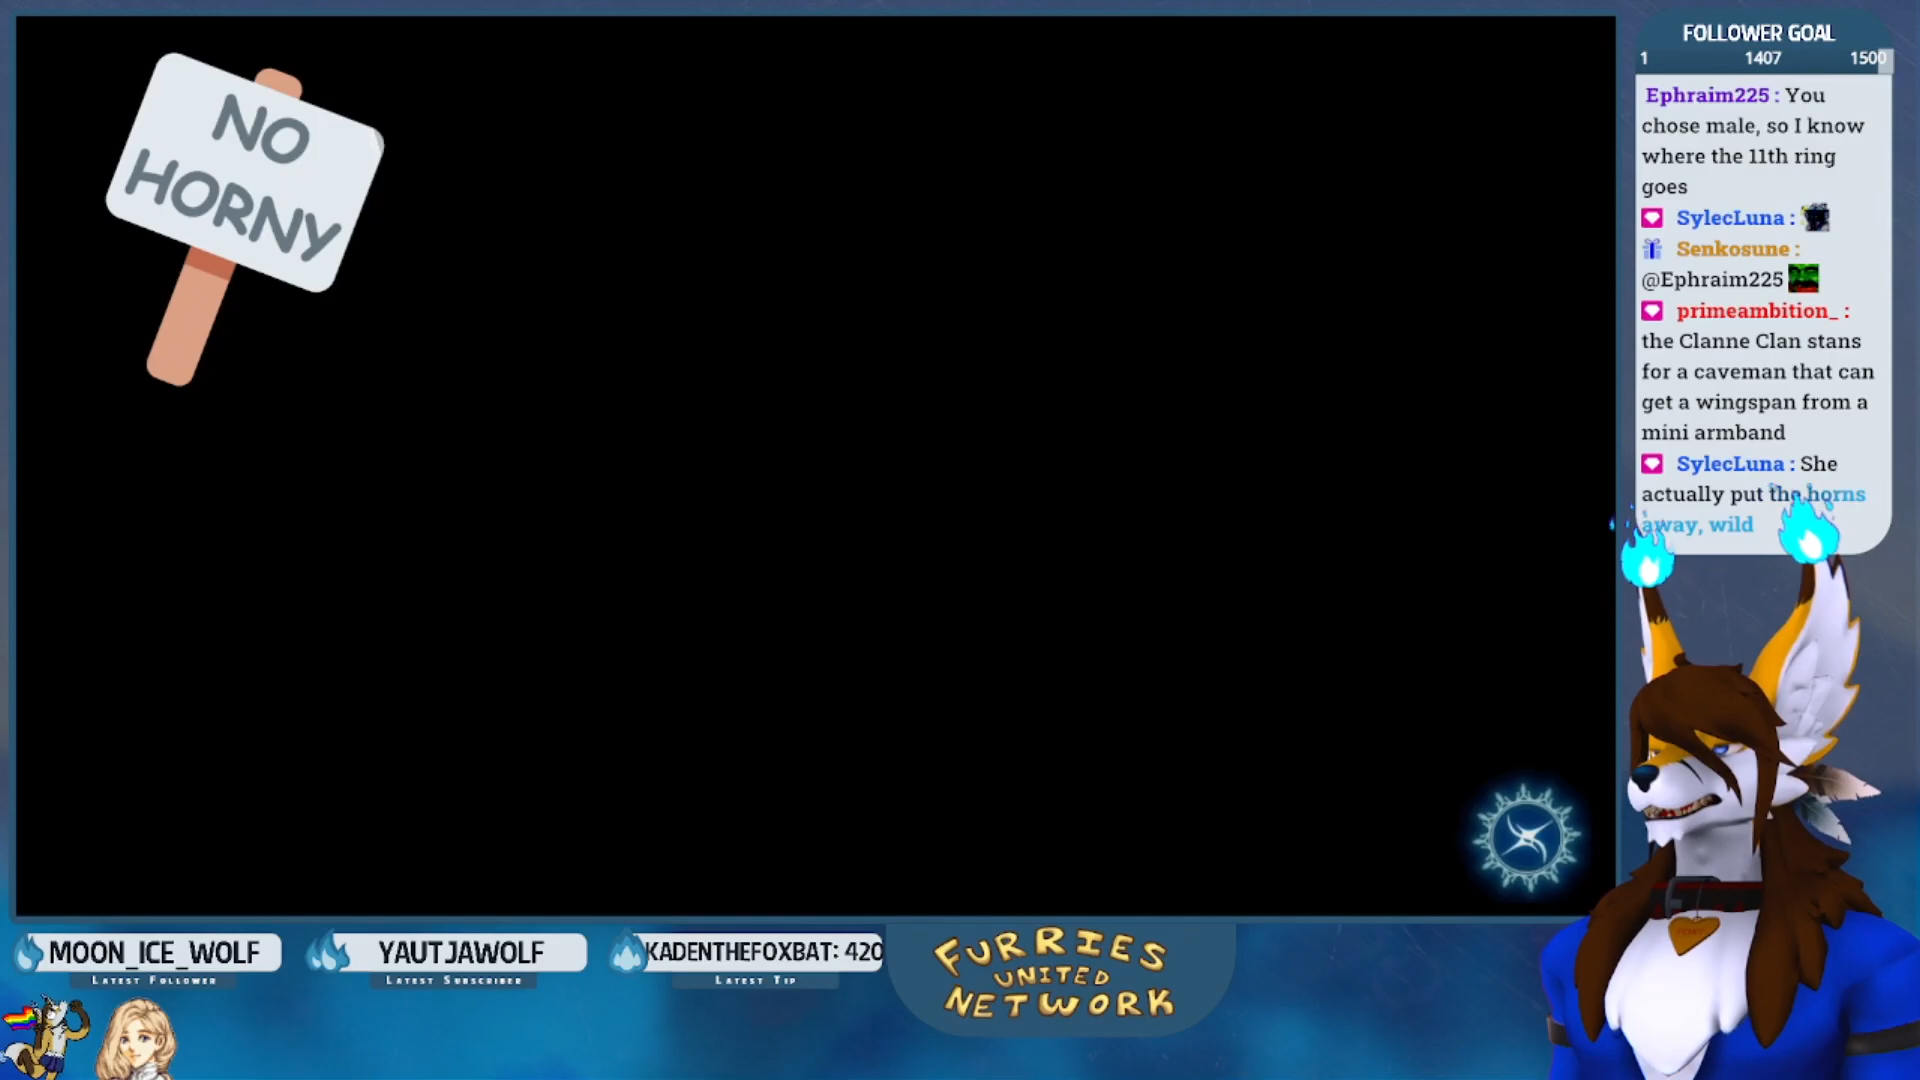 NO
HORNY
FOLLOWER GOAL
1 1407 1500
Ephraim225 : You
chose male, so I know
where the 11th ring
goes
SylecLuna :
Senkosune :
@Ephraim225
primeambition_ :
the Clanne Clan stans
for a caveman that can
get a wingspan from a
mini armband
SylecLuna : She
actually put the horns
away, wild
MOON_ICE_WOLF
Latest Follower
YAUTJAWOLF
Latest Subscriber
KADENTHEFOXBAT: 420
Latest Tip
FURRIES
UNITED
NETWORK